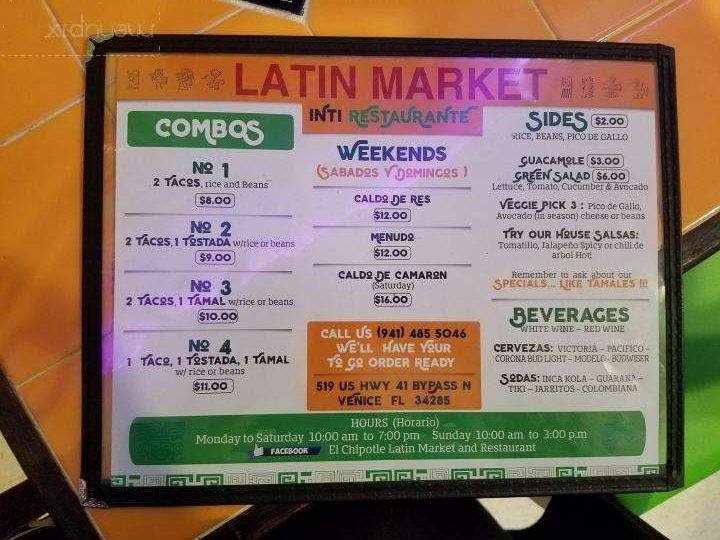 LATIN MARKET
INTI RESTAURANTE
COMBOS
Nº 1
2 TACOS, rice and Beans
$8.00
Nº 2
2 TACOS, 1 TOSTADA w/rice or beans
$9.00
Nº 3
2 TACOS, 1 TAMAL w/rice or beans
$10.00
Nº 4
1 TACO, 1 TOSTADA, 1 TAMAL
w/ rice or beans
$11.00
WEEKENDS
(SABADOS Y DOMINGOS )
CALDO DE RES
$12.00
MENUDO
$12.00
CALDO DE CAMARON
(Saturday)
$16.00
CALL US (941) 485 5046
WE'LL HAVE YOUR
TO GO ORDER READY
519 US HWY 41 BYPASS N
VENICE FL 34285
SIDES $2.00
RICE, BEANS, PICO DE GALLO
GUACAMOLE $3.00
GREEN SALAD $6.00
Lettuce, Tomato, Cucumber & Avocado
VEGGIE PICK 3 : Pico de Gallo,
Avocado (in season) cheese or beans
TRY OUR HOUSE SALSAS:
Tomatillo, Jalapeño Spicy or chili de
arbol Hot!
Remember to ask about our
SPECIALS... LIKE TAMALES !!!
BEVERAGES
WHITE WINE – RED WINE
CERVEZAS: VICTORIA – PACIFICO –
CORONA BUD LIGHT – MODELO - BUDWISER
SODAS: INCA KOLA – GUARANA –
TIKI – JARRITOS - COLOMBIANA
HOURS (Horario)
Monday to Saturday 10:00 am to 7:00 pm Sunday 10:00 am to 3:00 p.m
FACEBOOK El Chipotle Latin Market and Restaurant